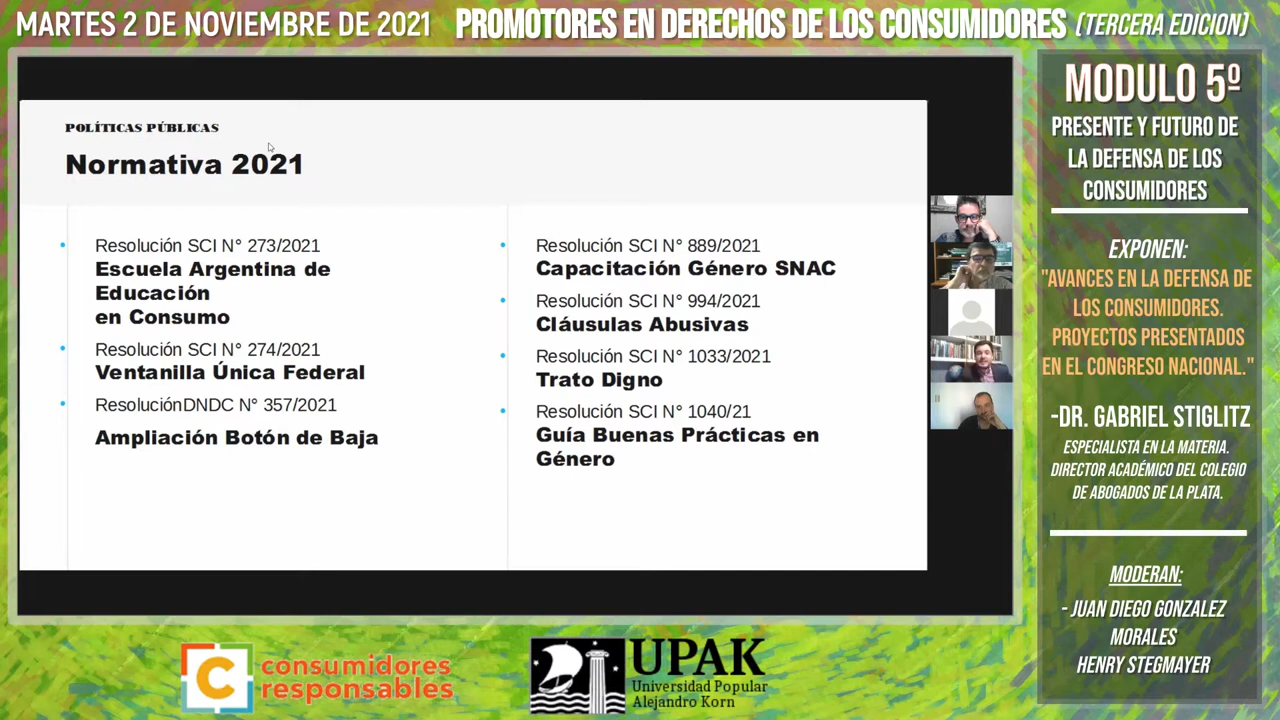 MARTES 2 DE NOVIEMBRE DE 2021 PROMOTORES EN DERECHOS DE LOS CONSUMIDORES (TERCERA EDICION)
POLÍTICAS PÚBLICAS
Normativa 2021
Resolución SCI N° 273/2021
Escuela Argentina de
Educación
en Consumo
Resolución SCI N° 274/2021
Ventanilla Única Federal
ResoluciónDNDC N° 357/2021
Ampliación Botón de Baja
Resolución SCI N° 889/2021
Capacitación Género SNAC
Resolución SCI N° 994/2021
Cláusulas Abusivas
Resolución SCI N° 1033/2021
Trato Digno
Resolución SCI N° 1040/21
Guía Buenas Prácticas en
Género
MODULO 5º
PRESENTE Y FUTURO DE
LA DEFENSA DE LOS
CONSUMIDORES
EXPONEN:
"AVANCES EN LA DEFENSA DE
LOS CONSUMIDORES.
PROYECTOS PRESENTADOS
EN EL CONGRESO NACIONAL."
-DR. GABRIEL STIGLITZ
ESPECIALISTA EN LA MATERIA.
DIRECTOR ACADÉMICO DEL COLEGIO
DE ABOGADOS DE LA PLATA.
MODERAN:
- JUAN DIEGO GONZALEZ
MORALES
HENRY STEGMAYER
C
consumidores
responsables
UPAK
Universidad Popular
Alejandro Korn